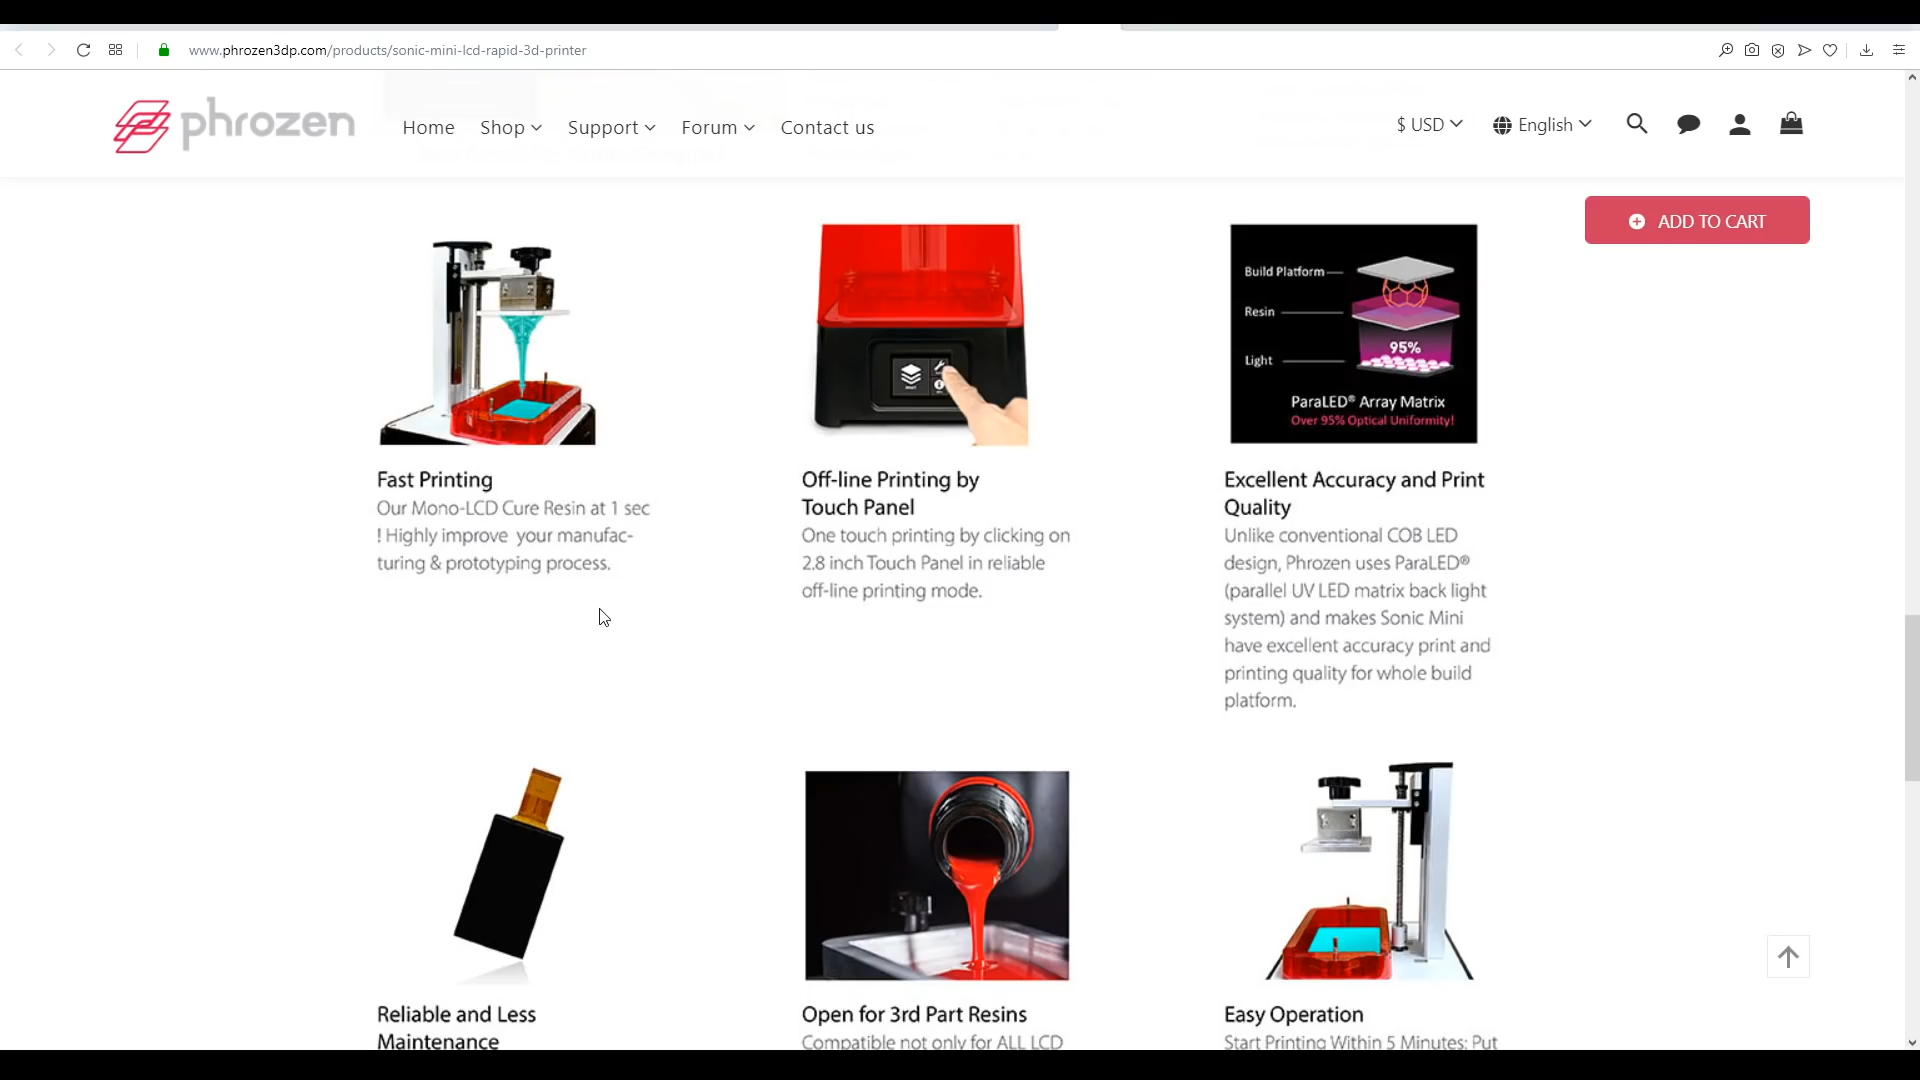 www.phrozen3dp.com/products/sonic-mini-lcd-rapid-3d-printer
phrozen
Home Shop Support Forum Contact us
$ USD English
ADD TO CART
Build Platform
Resin
Light
95%
ParaLED® Array Matrix
Over 95% Optical Uniformity!
Fast Printing
Our Mono-LCD Cure Resin at 1 sec
! Highly improve your manufac-
turing & prototyping process.
Off-line Printing by
Touch Panel
One touch printing by clicking on
2.8 inch Touch Panel in reliable
off-line printing mode.
Excellent Accuracy and Print
Quality
Unlike conventional COB LED
design, Phrozen uses ParaLED®
(parallel UV LED matrix back light
system) and makes Sonic Mini
have excellent accuracy print and
printing quality for whole build
platform.
Reliable and Less
Maintenance
Open for 3rd Part Resins
Compatible not only for ALL LCD
Easy Operation
Start Printing Within 5 Minutes: Put